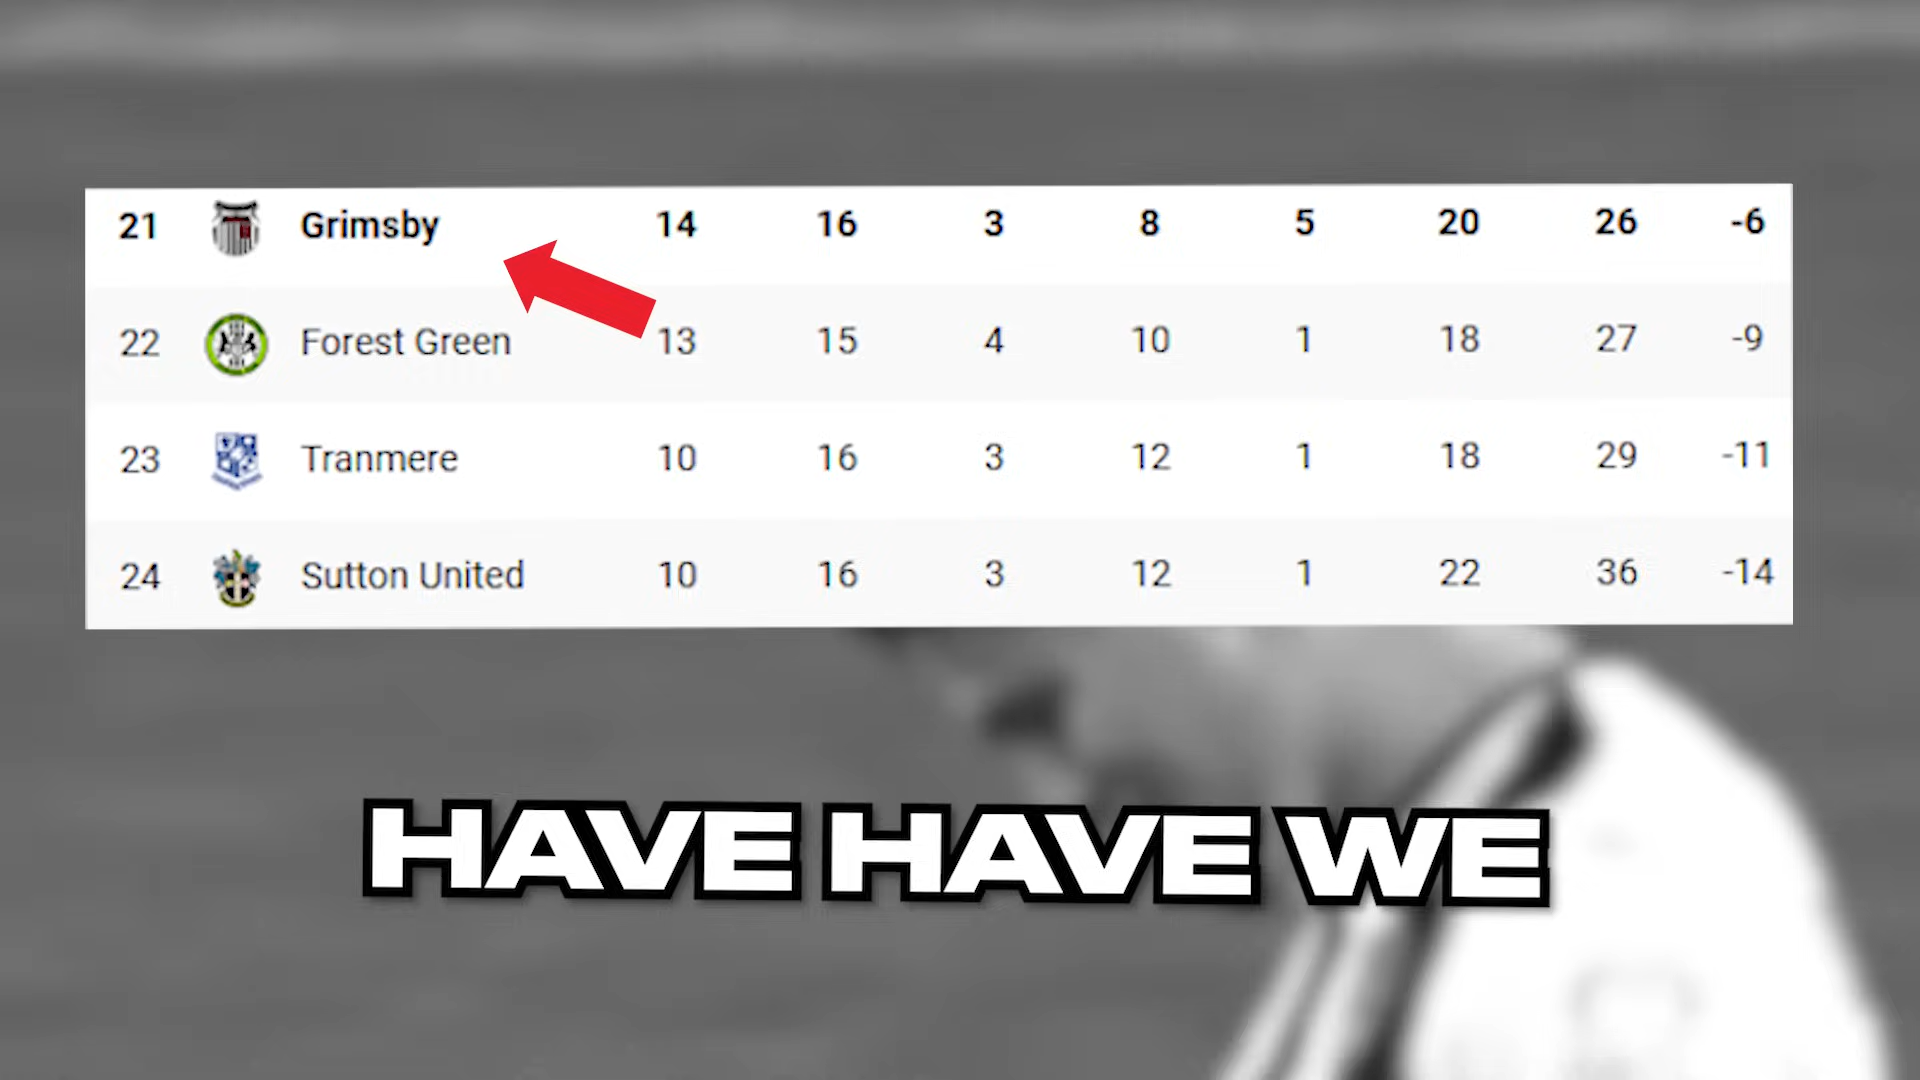 21 Grimsby 14 16 3 8 5 20 26 -6
22 Forest Green 13 15 4 10 1 18 27 -9
23 Tranmere 10 16 3 12 1 18 29 -11
24 Sutton United 10 16 3 12 1 22 36 -14
HAVE HAVE WE